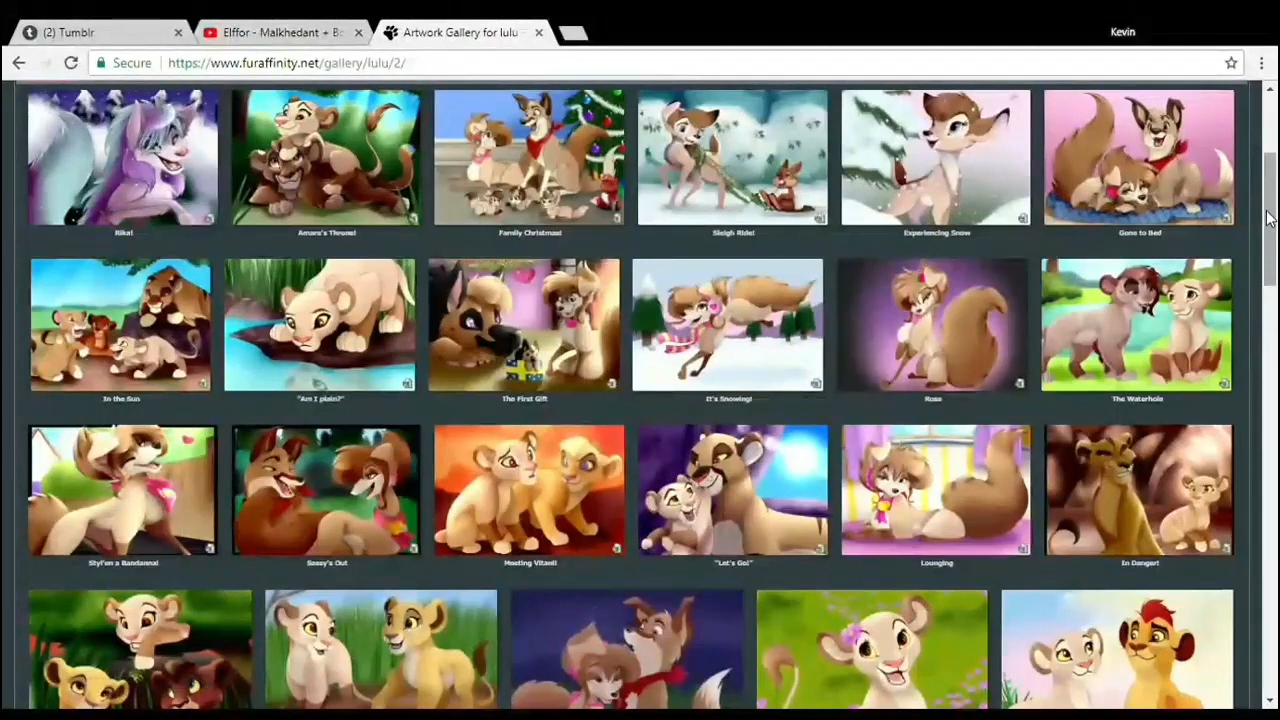 (2) Tumblr
Elffor - Malkhedant + Bo
Artwork Gallery for lulu
Kevin
Secure
https://www.furaffinity.net/gallery/lulu/2/
Rika!
Amara's Throne!
Family Christmas!
Sleigh Ride!
Experiencing Snow
Gone to Bed
In the Sun
"Am I plain?"
The First Gift
It's Snowing!
Rose
The Waterhole
Styl'en a Bandanna!
Sassy's Out
Meeting Vitani!
"Let's Go!"
Lounging
In Danger!